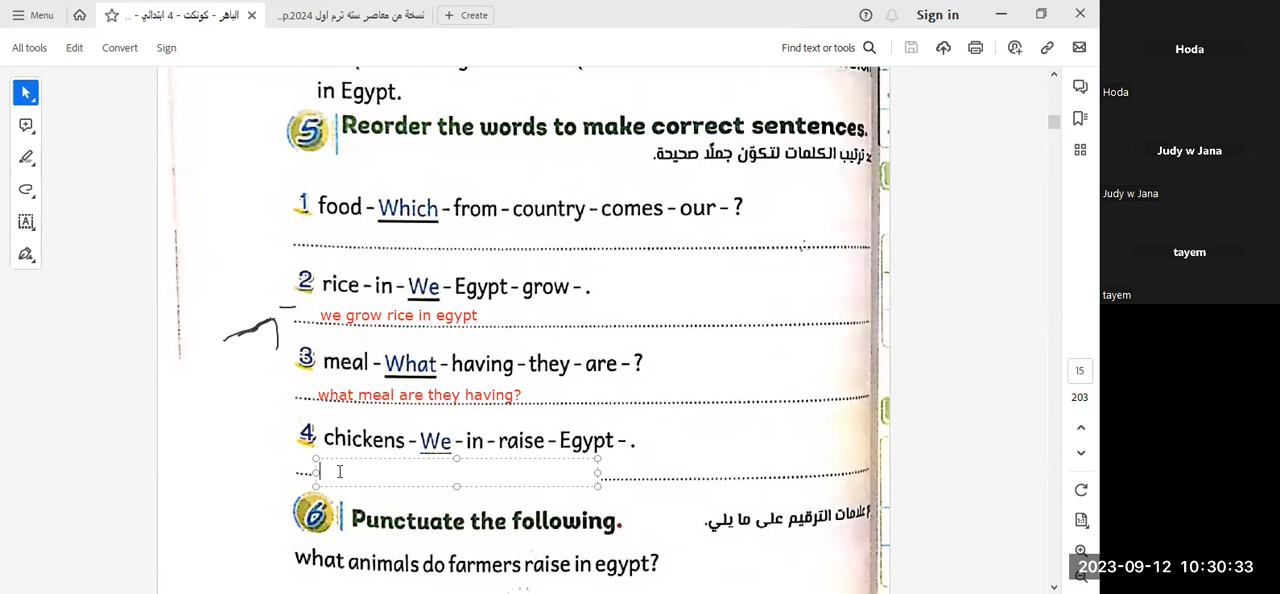 Menu
الباهر - كونكت - 4 ابتدائي - ..
نسخة من معاصر سنة ترم اول 2024.p...
Create
Sign in
All tools
Edit
Convert
Sign
Find text or tools
in Egypt.
5 Reorder the words to make correct sentences.
ترتيب الكلمات لتكوّن جملًا صحيحة.
1 food - Which - from - country - comes - our - ?
2 rice - in - We - Egypt - grow - .
we grow rice in egypt
3 meal - What - having - they - are - ?
what meal are they having?
4 chickens - We - in - raise - Egypt - .
6 Punctuate the following.
علامات الترقيم على ما يلي.
what animals do farmers raise in egypt?
15
203
Hoda
Hoda
Judy w Jana
Judy w Jana
tayem
tayem
2023-09-12 10:30:33